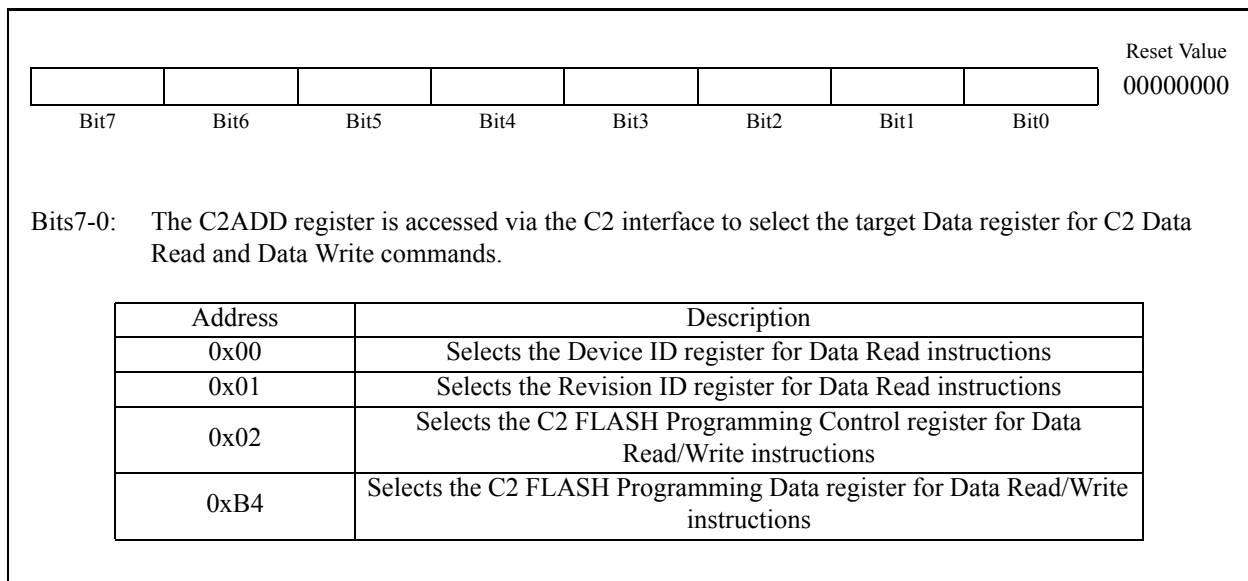 Reset Value
00000000
Bit7 Bit6 Bit5 Bit4 Bit3 Bit2 Bit1 Bit0
Bits7-0: The C2ADD register is accessed via the C2 interface to select the target Data register for C2 Data
Read and Data Write commands.
Address Description
0x00 Selects the Device ID register for Data Read instructions
0x01 Selects the Revision ID register for Data Read instructions
0x02 Selects the C2 FLASH Programming Control register for Data
Read/Write instructions
0xB4 Selects the C2 FLASH Programming Data register for Data Read/Write
instructions